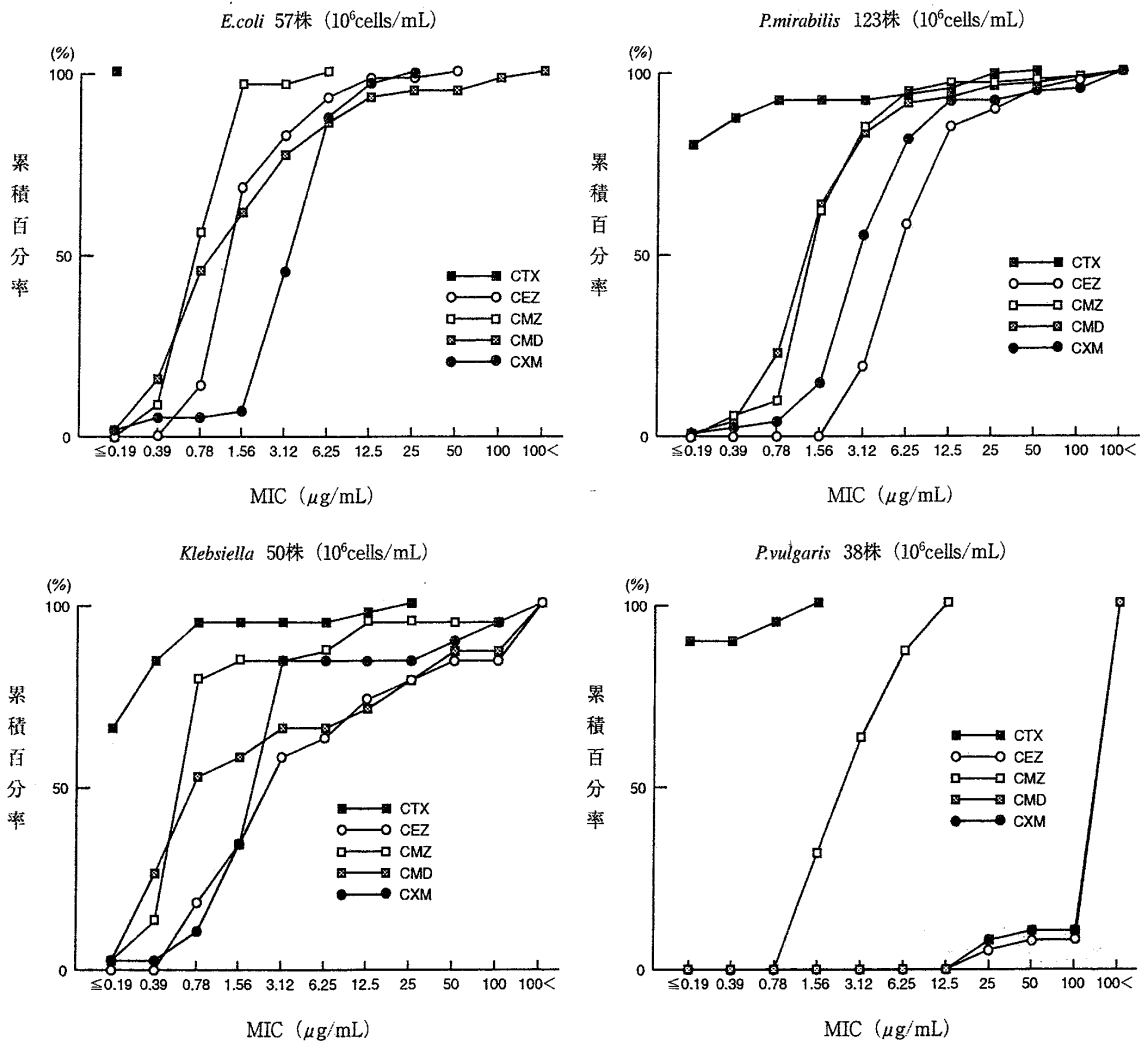 E.coli 57株 (10⁶cells/mL)
(%)
100
50
0
累積百分率
CTX
CEZ
CMZ
CMD
CXM
≦0.19 0.39 0.78 1.56 3.12 6.25 12.5 25 50 100 100<
MIC (μg/mL)
P.mirabilis 123株 (10⁶cells/mL)
(%)
100
50
0
累積百分率
CTX
CEZ
CMZ
CMD
CXM
≦0.19 0.39 0.78 1.56 3.12 6.25 12.5 25 50 100 100<
MIC (μg/mL)
Klebsiella 50株 (10⁶cells/mL)
(%)
100
50
0
累積百分率
CTX
CEZ
CMZ
CMD
CXM
≦0.19 0.39 0.78 1.56 3.12 6.25 12.5 25 50 100 100<
MIC (μg/mL)
P.vulgaris 38株 (10⁶cells/mL)
(%)
100
50
0
累積百分率
CTX
CEZ
CMZ
CMD
CXM
≦0.19 0.39 0.78 1.56 3.12 6.25 12.5 25 50 100 100<
MIC (μg/mL)